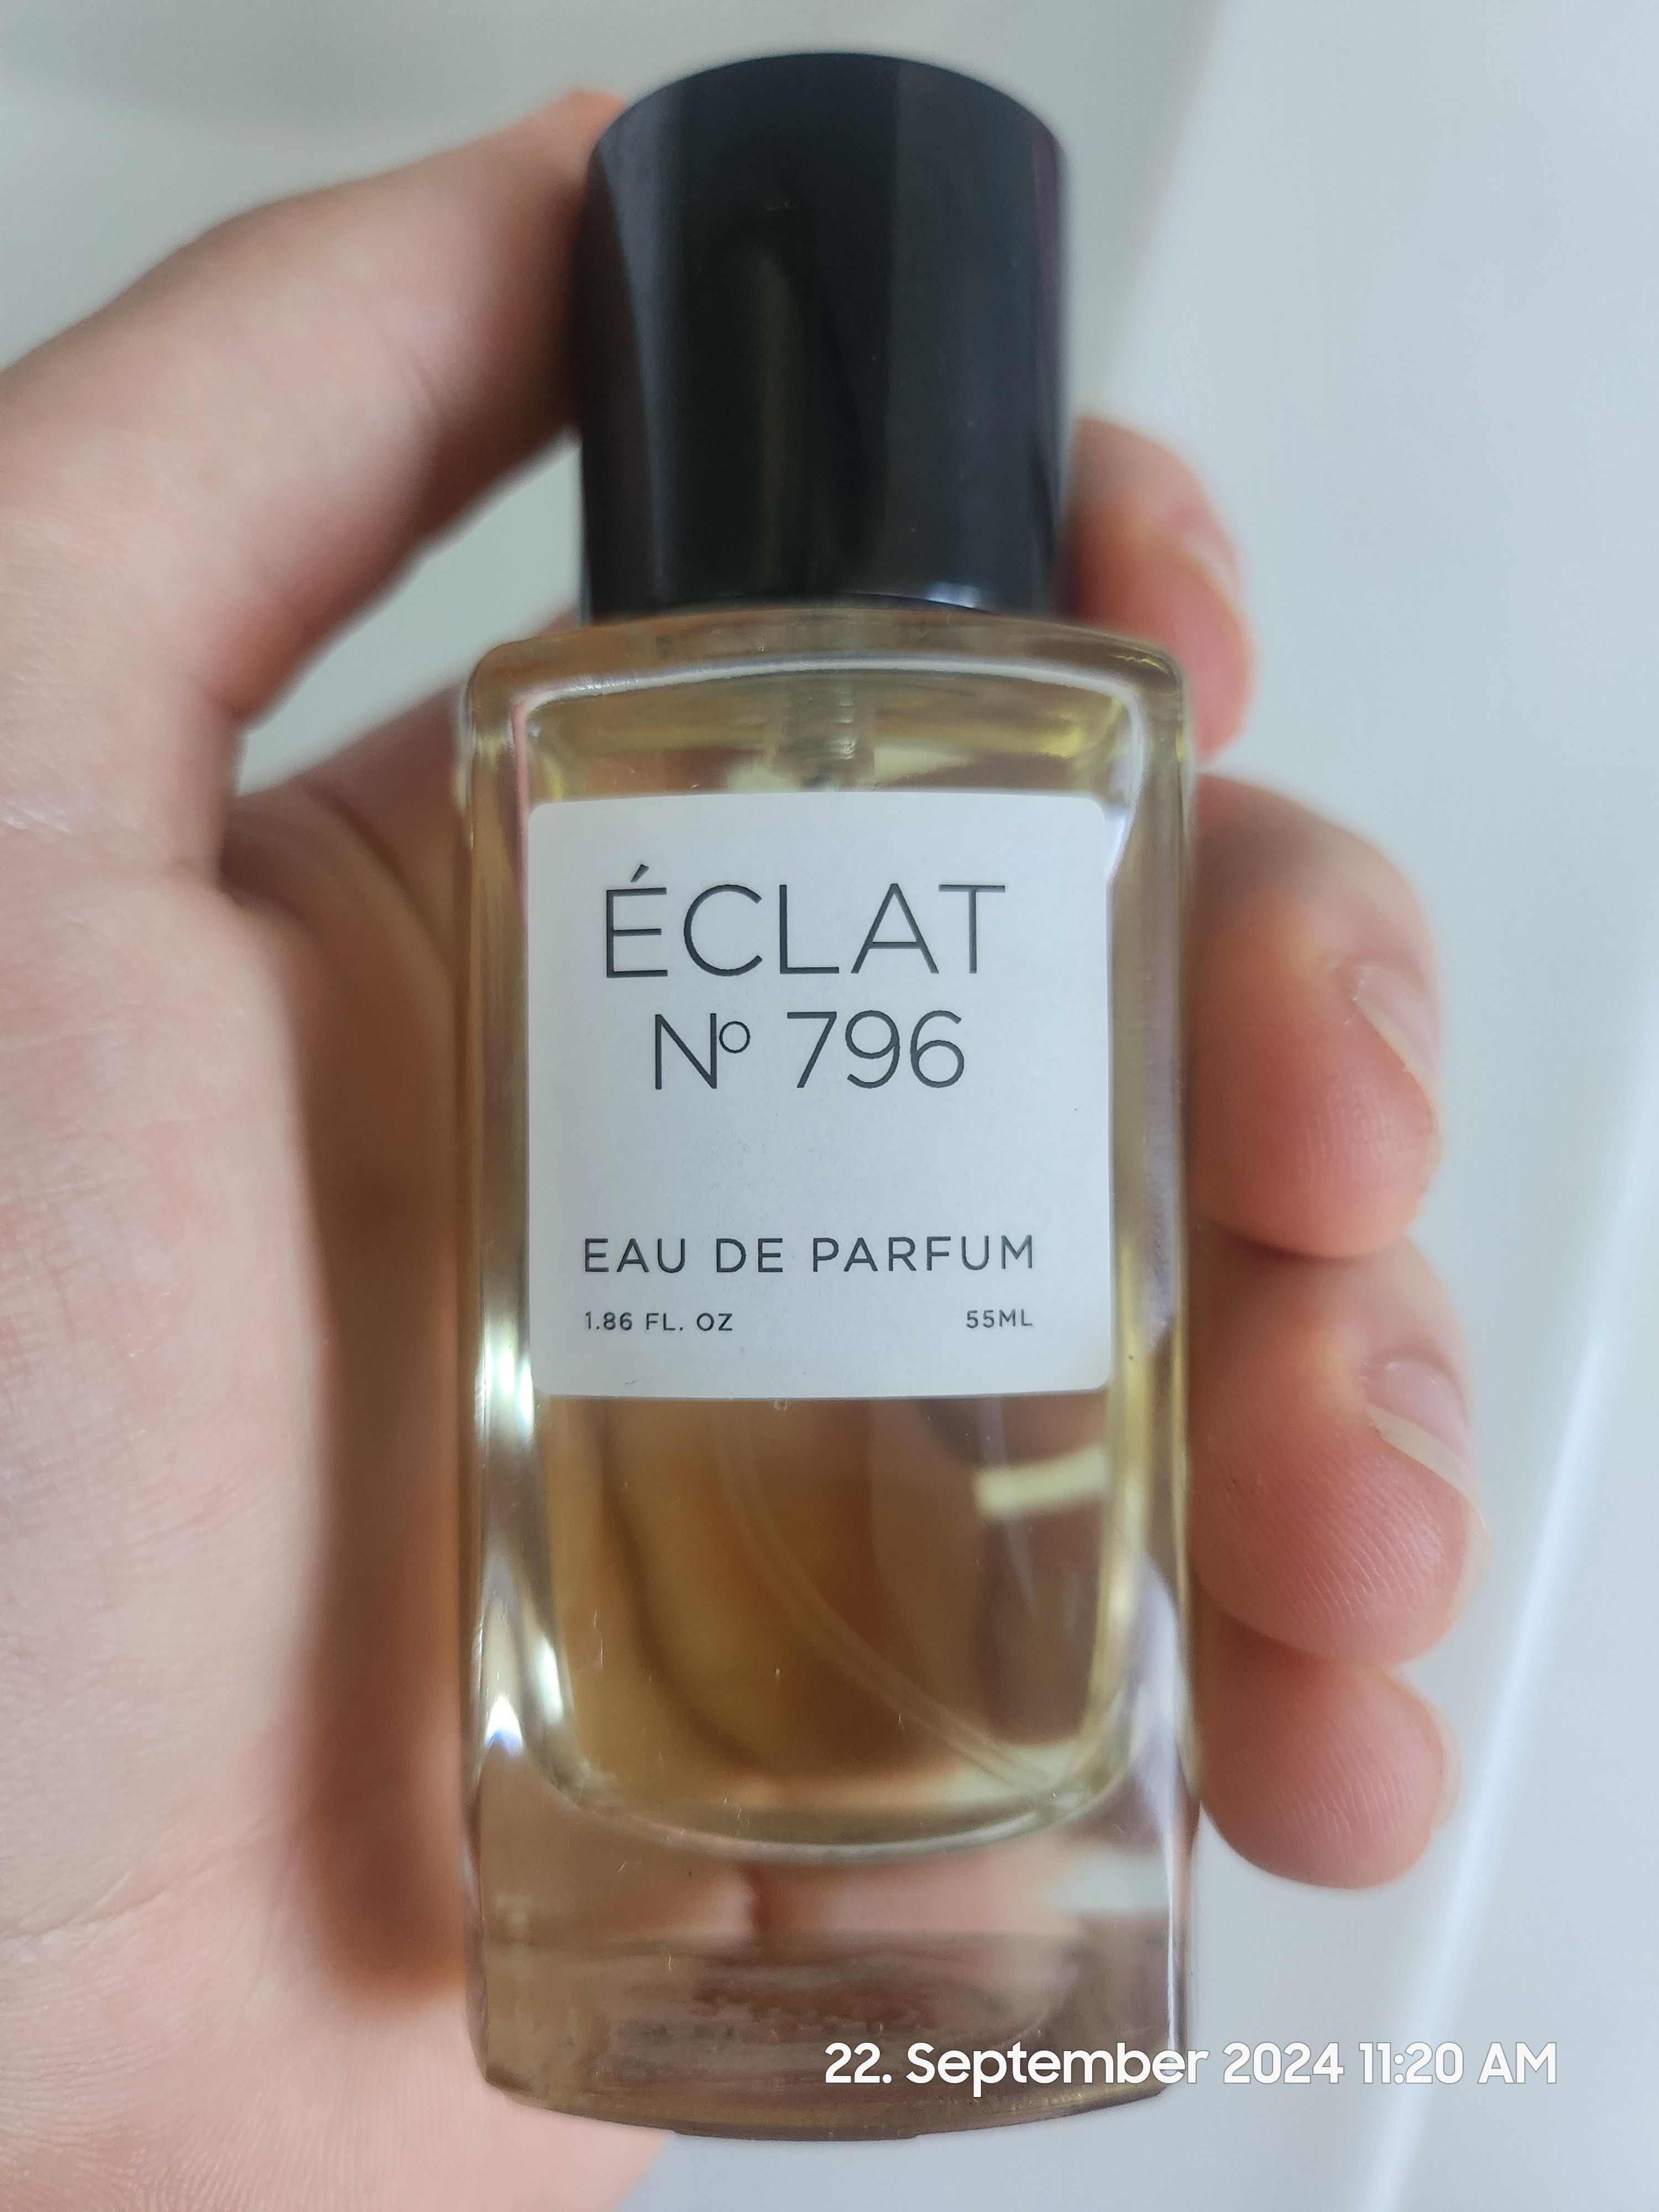 ÉCLAT
Nº 796
EAU DE PARFUM
1.86 FL. OZ 55ML
22. September 2024 11:20 AM